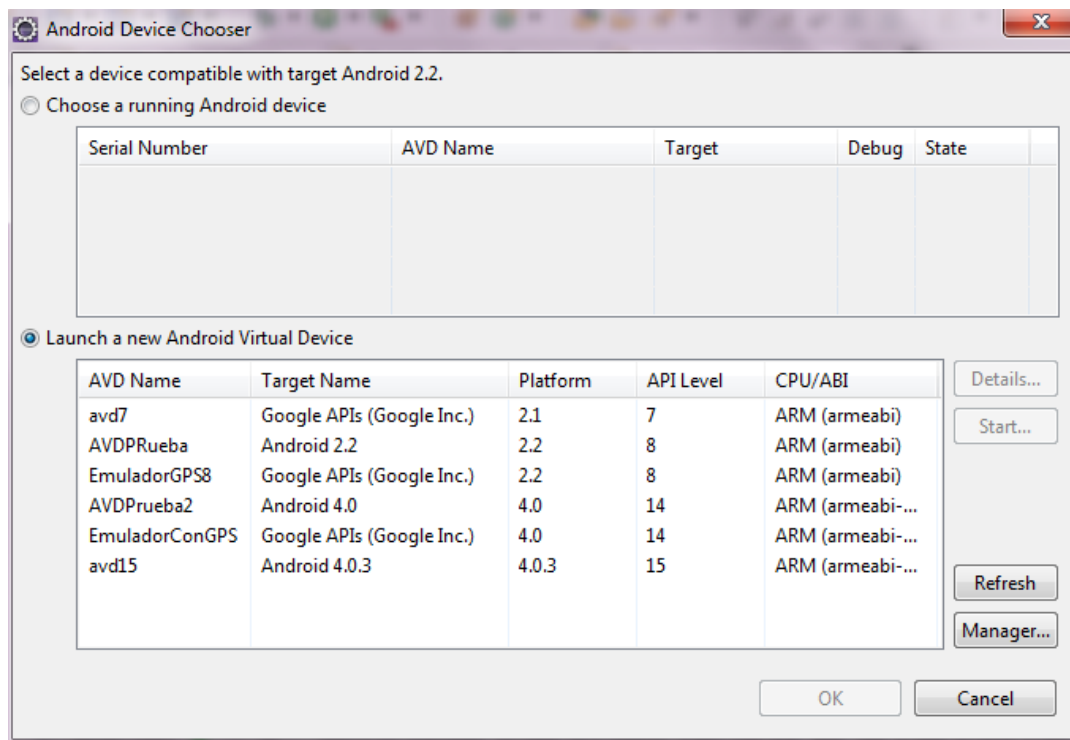 Android Device Chooser
Select a device compatible with target Android 2.2.
Choose a running Android device
Serial Number AVD Name Target Debug State
Launch a new Android Virtual Device
AVD Name Target Name Platform API Level CPU/ABI Details...
avd7 Google APIs (Google Inc.) 2.1 7 ARM (armeabi) Start...
AVDPRueba Android 2.2 2.2 8 ARM (armeabi)
EmuladorGPS8 Google APIs (Google Inc.) 2.2 8 ARM (armeabi)
AVDPrueba2 Android 4.0 4.0 14 ARM (armeabi-...
EmuladorConGPS Google APIs (Google Inc.) 4.0 14 ARM (armeabi-...
avd15 Android 4.0.3 4.0.3 15 ARM (armeabi-...
Refresh
Manager...
OK Cancel